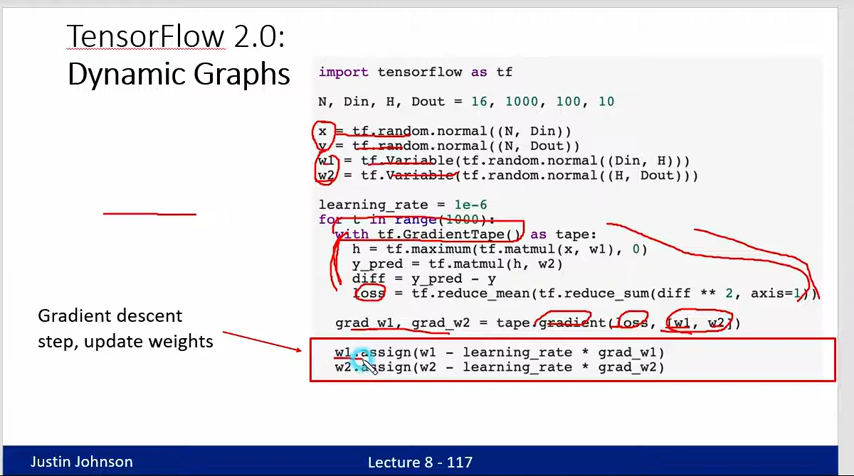 TensorFlow 2.0:
Dynamic Graphs
import tensorflow as tf
N, Din, H, Dout = 16, 1000, 100, 10
x = tf.random.normal((N, Din))
y = tf.random.normal((N, Dout))
w1 = tf.Variable(tf.random.normal((Din, H)))
w2 = tf.Variable(tf.random.normal((H, Dout)))
learning_rate = 1e-6
for t in range(1000):
with tf.GradientTape() as tape:
h = tf.maximum(tf.matmul(x, w1), 0)
y_pred = tf.matmul(h, w2)
diff = y_pred - y
loss = tf.reduce_mean(tf.reduce_sum(diff ** 2, axis=1))
grad_w1, grad_w2 = tape.gradient(loss, [w1, w2])
Gradient descent
step, update weights
w1.assign(w1 - learning_rate * grad_w1)
w2.assign(w2 - learning_rate * grad_w2)
Justin Johnson
Lecture 8 - 117